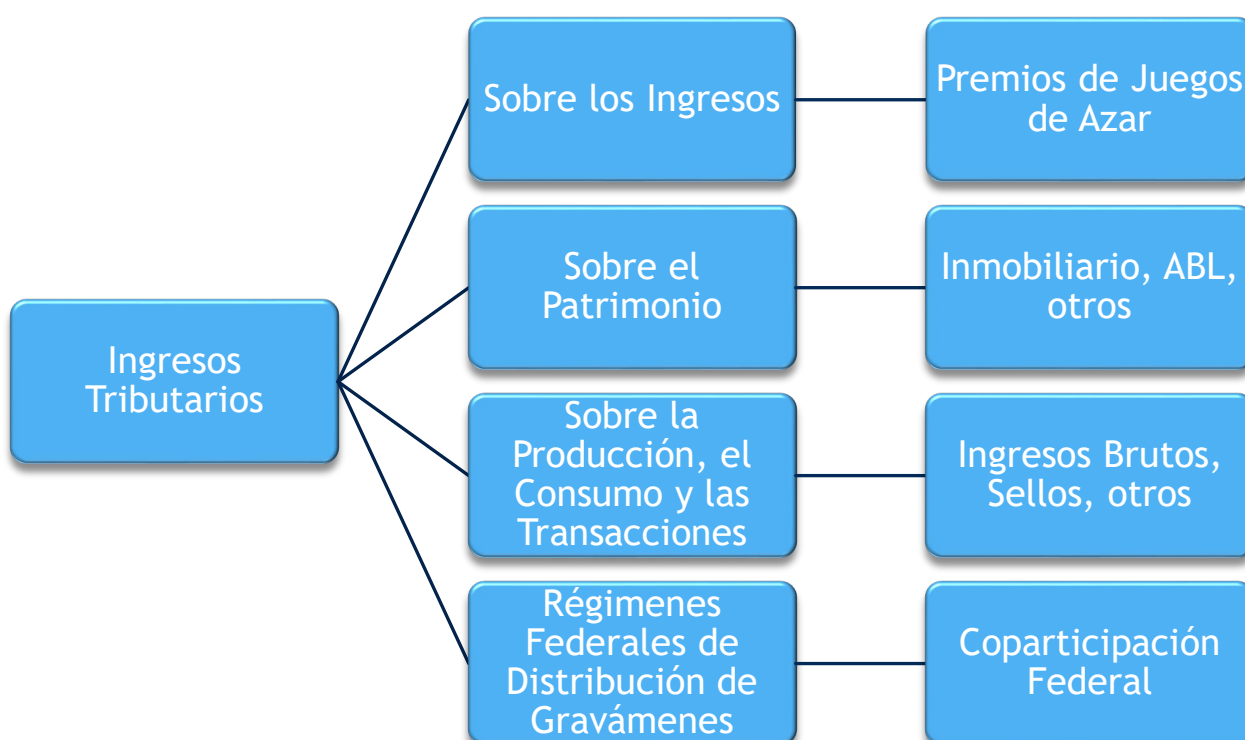 Ingresos
Tributarios
Sobre los Ingresos
Premios de Juegos
de Azar
Sobre el
Patrimonio
Inmobiliario, ABL,
otros
Sobre la
Producción, el
Consumo y las
Transacciones
Ingresos Brutos,
Sellos, otros
Régimenes
Federales de
Distribución de
Gravámenes
Coparticipación
Federal